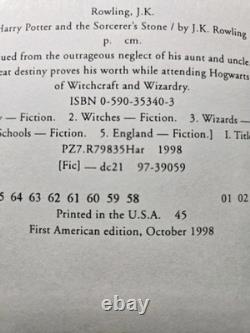 Rowling, J.K.
Harry Potter and the Sorcerer's Stone / by J.K. Rowling
p. cm.
ued from the outrageous neglect of his aunt and uncle
eat destiny proves his worth while attending Hogwarts
of Witchcraft and Wizardry.
ISBN 0-590-35340-3
— Fiction. 2. Witches — Fiction. 3. Wizards —
Schools — Fiction. 5. England — Fiction.] I. Title
PZ7.R79835Har 1998
[Fic] — dc21 97-39059
5 64 63 62 61 60 59 58 01 02
Printed in the U.S.A. 45
First American edition, October 1998
ebay